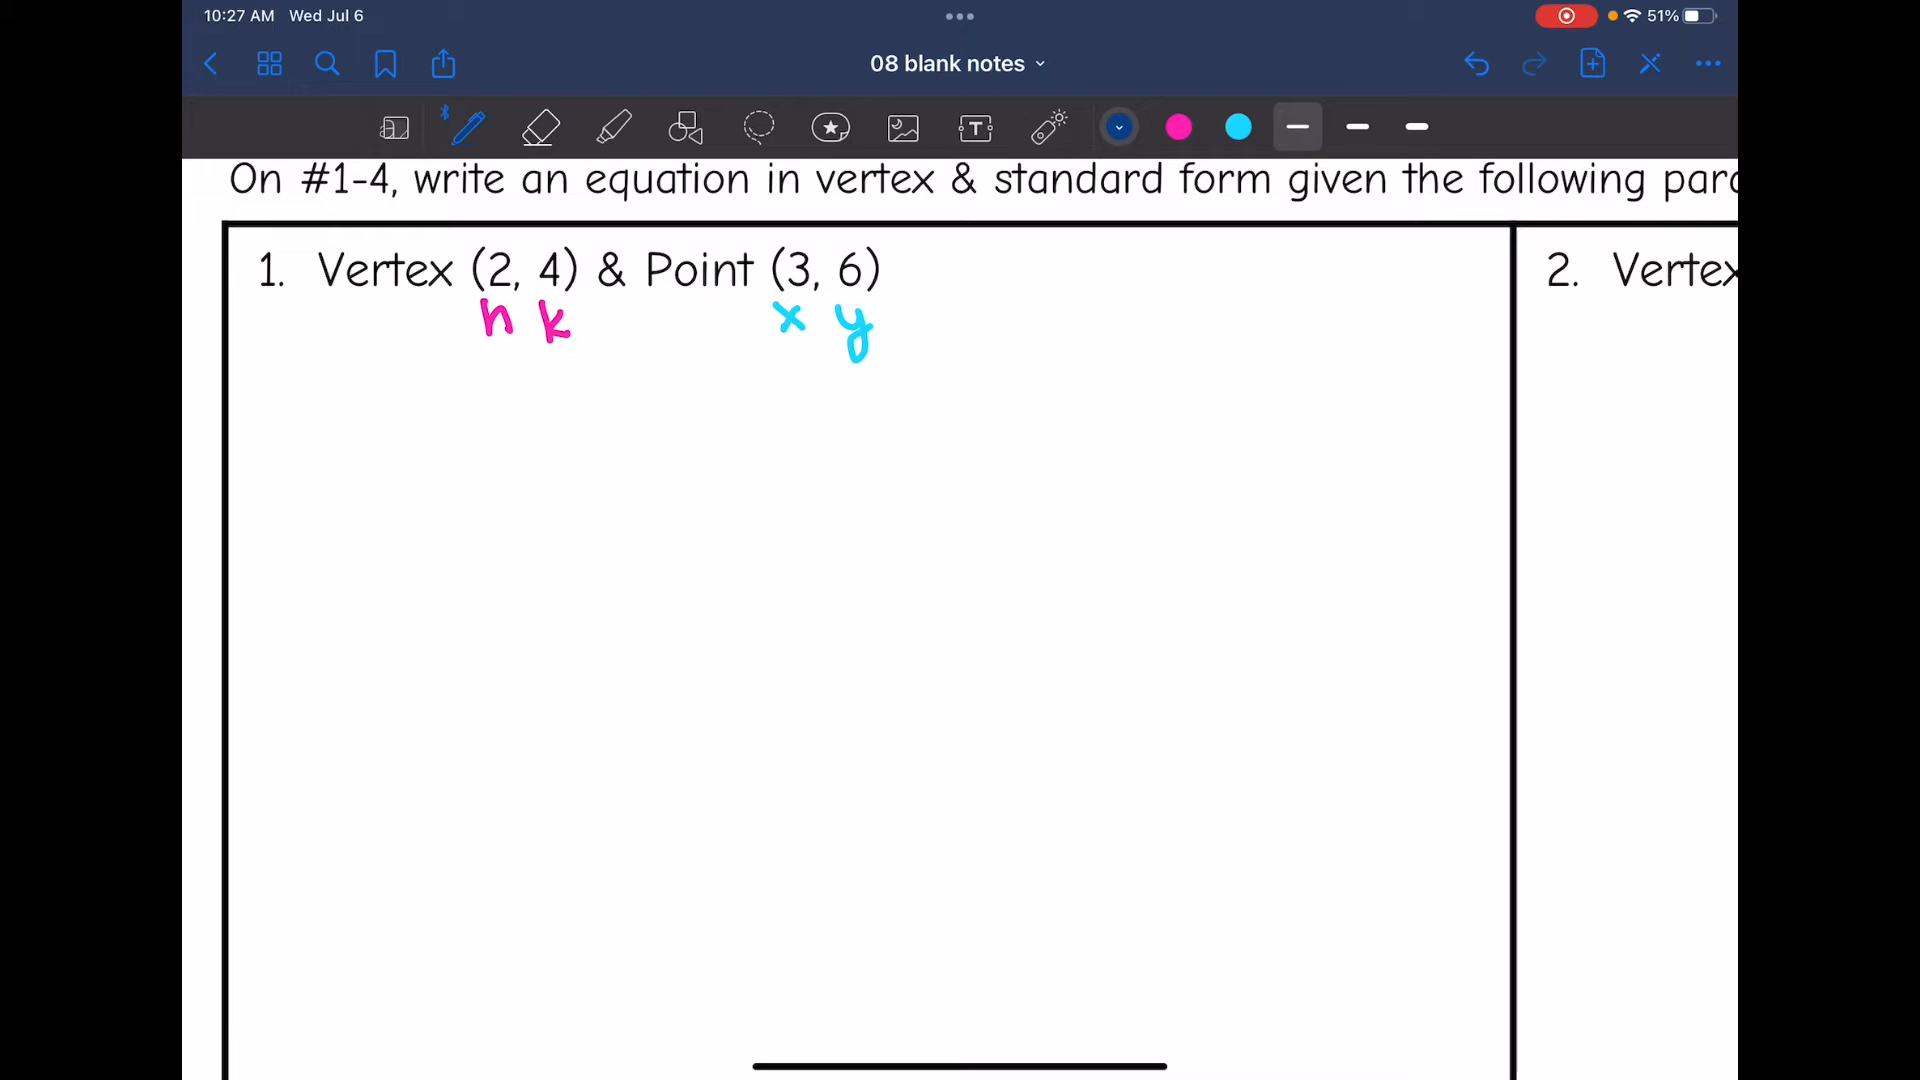 10:27 AM Wed Jul 6
51%
08 blank notes
T
On #1-4, write an equation in vertex & standard form given the following para
1. Vertex (2, 4) & Point (3, 6)
h k x y
2. Vertex